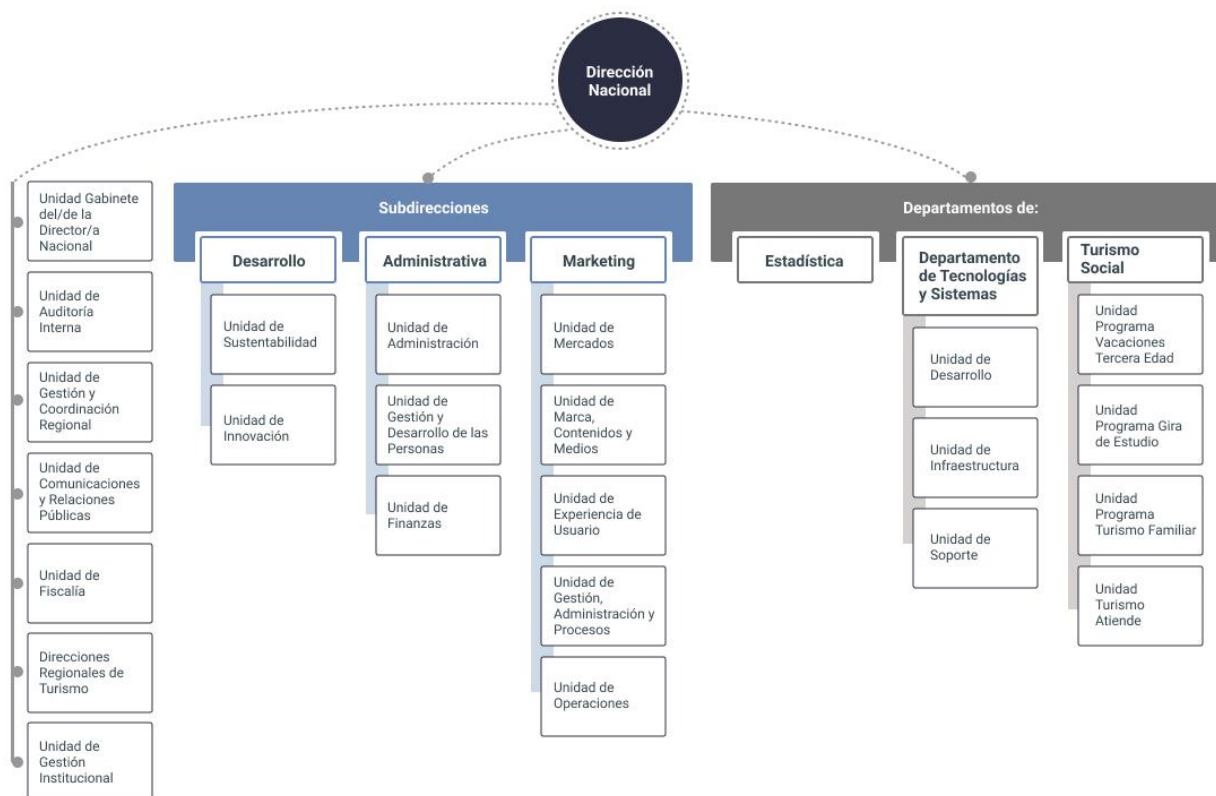 Dirección
Nacional
Unidad Gabinete
del/de la
Director/a
Nacional
Unidad de
Auditoría
Interna
Unidad de
Gestión y
Coordinación
Regional
Unidad de
Comunicaciones
y Relaciones
Públicas
Unidad de
Fiscalía
Direcciones
Regionales de
Turismo
Unidad de
Gestión
Institucional
Subdirecciones
Desarrollo
Unidad de
Sustentabilidad
Unidad de
Innovación
Administrativa
Unidad de
Administración
Unidad de
Gestión y
Desarrollo de las
Personas
Unidad de
Finanzas
Marketing
Unidad de
Mercados
Unidad de
Marca,
Contenidos y
Medios
Unidad de
Experiencia de
Usuario
Unidad de
Gestión,
Administración y
Procesos
Unidad de
Operaciones
Departamentos de:
Estadística
Departamento
de Tecnologías
y Sistemas
Unidad de
Desarrollo
Unidad de
Infraestructura
Unidad de
Soporte
Turismo
Social
Unidad
Programa
Vacaciones
Tercera Edad
Unidad
Programa Gira
de Estudio
Unidad
Programa
Turismo Familiar
Unidad
Turismo
Atiende